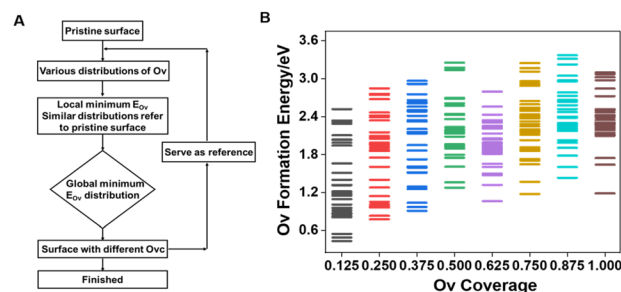 A
Pristine surface
Various distributions of Ov
Local minimum EOv
Similar distributions refer
to pristine surface
Serve as reference
Global minimum
EOv distribution
Surface with different Ovc
Finished
B
Ov Formation Energy/eV
3.6
3.0
2.4
1.8
1.2
0.6
0.125 0.250 0.375 0.500 0.625 0.750 0.875 1.000
Ov Coverage